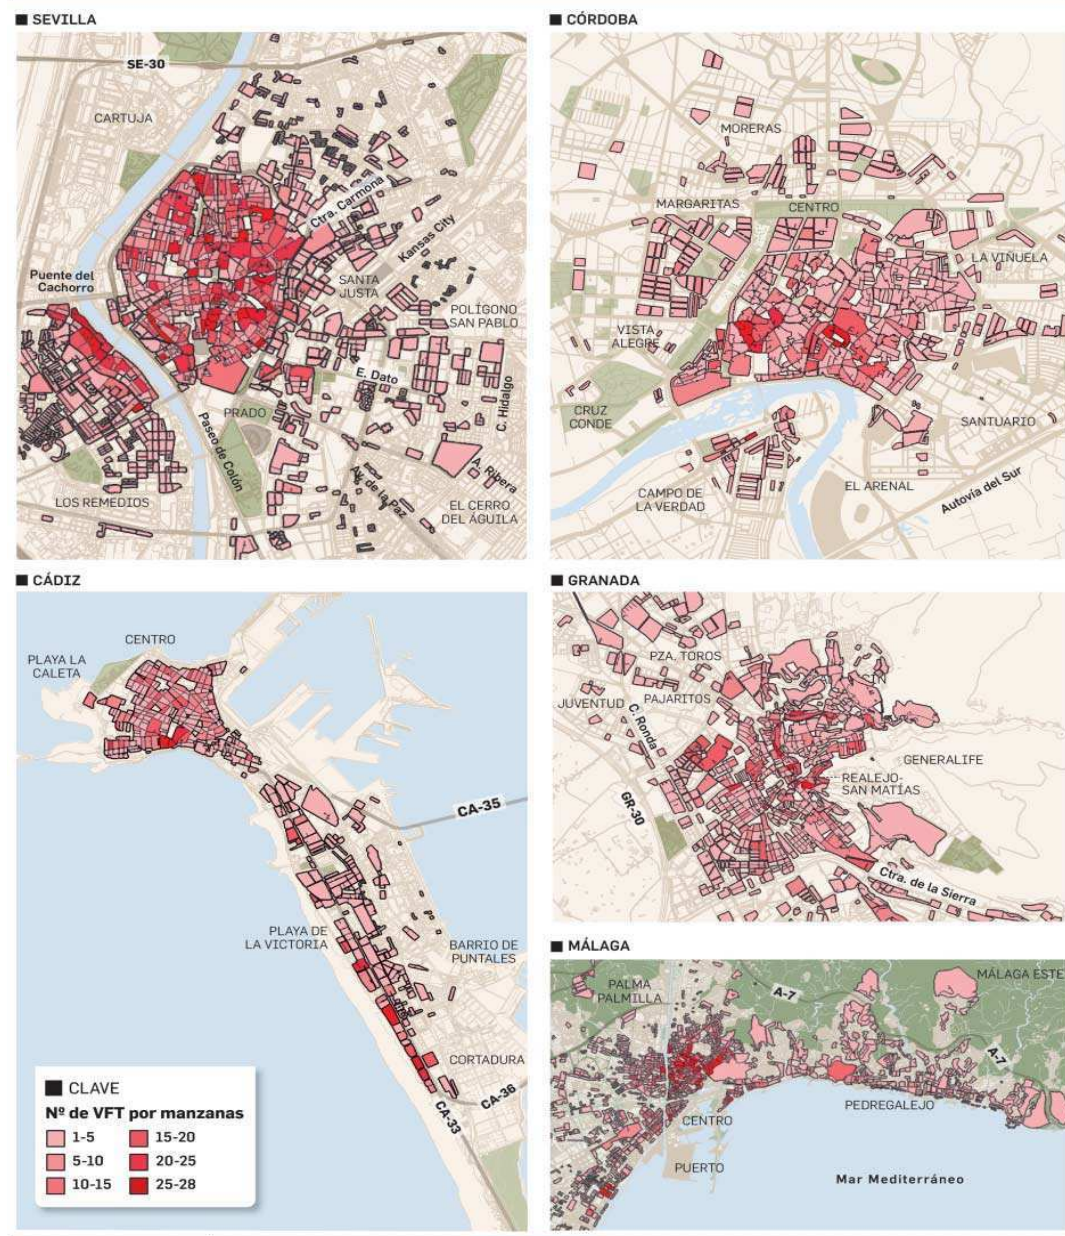 SEVILLA
SE-30
CARTUJA
Ctra. Carmona
Kansas City
Puente del
Cachorro
SANTA
JUSTA
POLÍGONO
SAN PABLO
E. Dato
C. Hidalgo
PRADO
Paseo de Colón
A. Ribera
LOS REMEDIOS
EL CERRO
DEL ÁGUILA
CÓRDOBA
MORERAS
MARGARITAS
CENTRO
LA VIÑUELA
VISTA
ALEGRE
CRUZ
CONDE
SANTUARIO
CAMPO DE
LA VERDAD
EL ARENAL
Autovía del Sur
CÁDIZ
CENTRO
PLAYA LA
CALETA
CA-35
PLAYA DE
LA VICTORIA
BARRIO DE
PUNTALES
CORTADURA
CA-36
CA-33
CLAVE
Nº de VFT por manzanas
1-5
5-10
10-15
15-20
20-25
25-28
GRANADA
PZA. TOROS
JUVENTUD
PAJARITOS
C. Ronda
GENERALIFE
REALEJO-
SAN MATÍAS
GR-30
Ctra. de la Sierra
MÁLAGA
PALMA
PALMILLA
A-7
MÁLAGA ESTE
A-7
PEDREGALEJO
CENTRO
PUERTO
Mar Mediterráneo